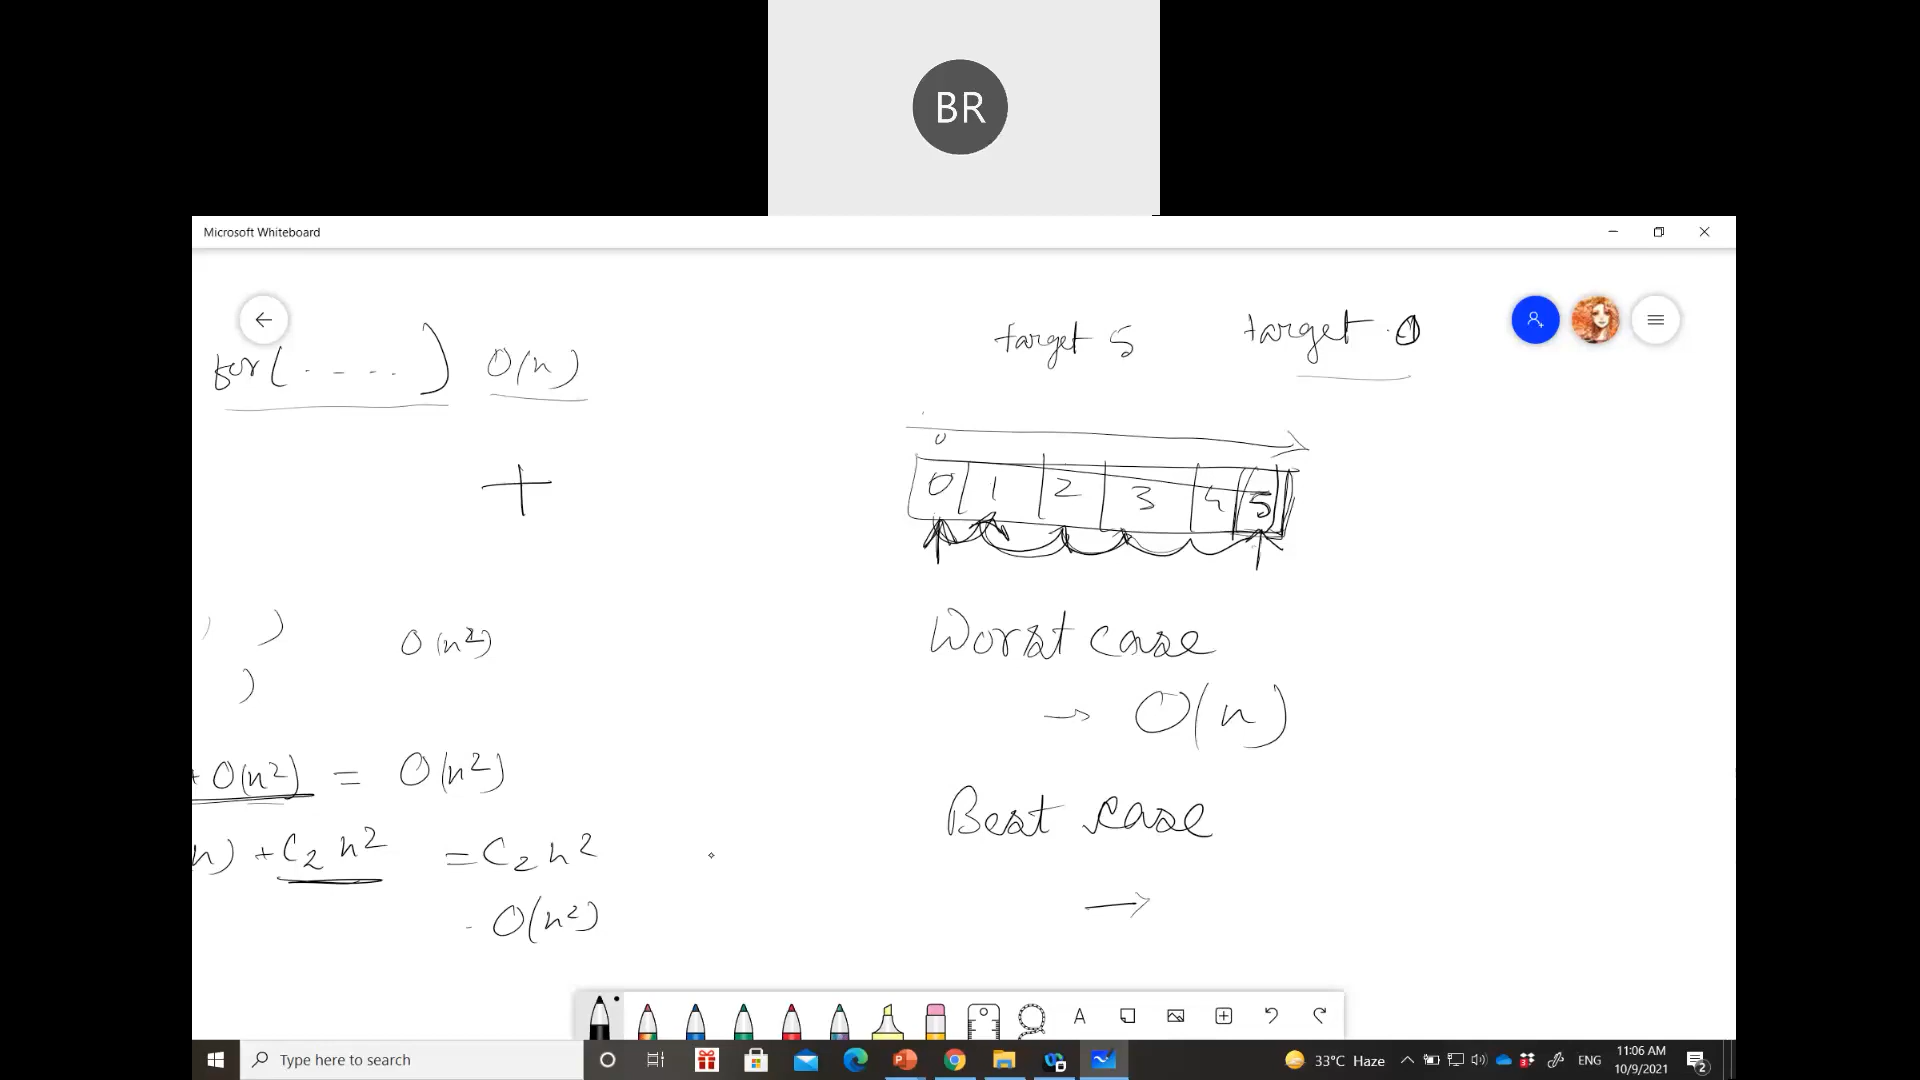 BR
Microsoft Whiteboard
for(.....) O(n)
+
) )   O(n²)
)
+ O(n²) = O(n²)
n) + C₂ n² = C₂ n²
- O(n²)
target 5   target 0
0
0 1 2 3 4 5
Worst case
→ O(n)
Best case
→
A
Type here to search
33°C Haze
ENG
11:06 AM
10/9/2021
2